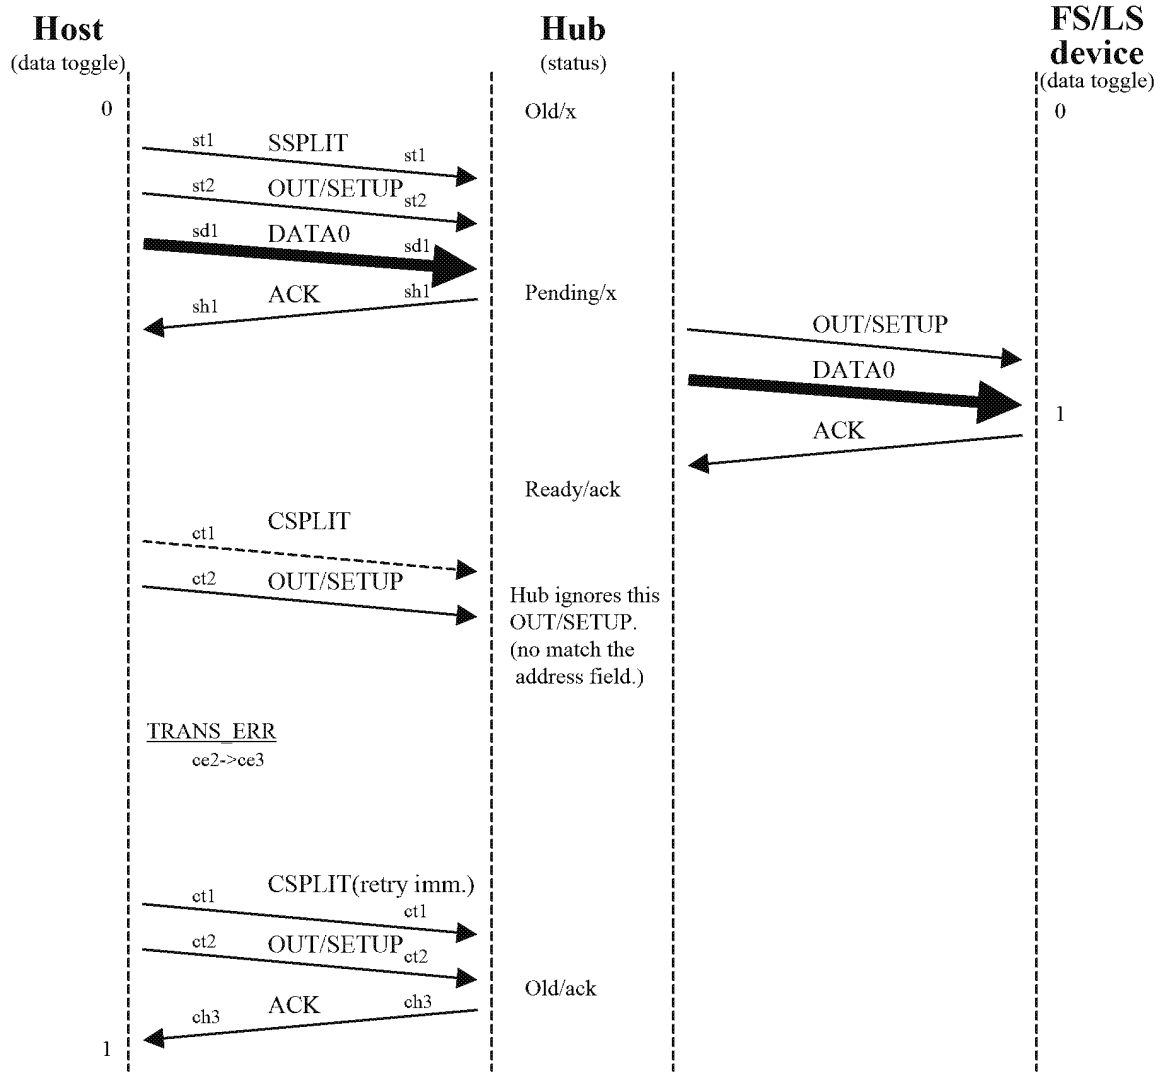 Host
(data toggle)
Hub
(status)
FS/LS
device
(data toggle)
0
Old/x
0
st1
SSPLIT
st1
st2
OUT/SETUP
st2
sd1
DATA0
sd1
sh1
ACK
sh1
Pending/x
OUT/SETUP
DATA0
1
ACK
Ready/ack
ct1
CSPLIT
ct2
OUT/SETUP
Hub ignores this
OUT/SETUP.
(no match the
address field.)
TRANS_ERR
ce2->ce3
ct1
CSPLIT(retry imm.)
ct1
ct2
OUT/SETUP
ct2
Old/ack
ch3
ACK
ch3
1